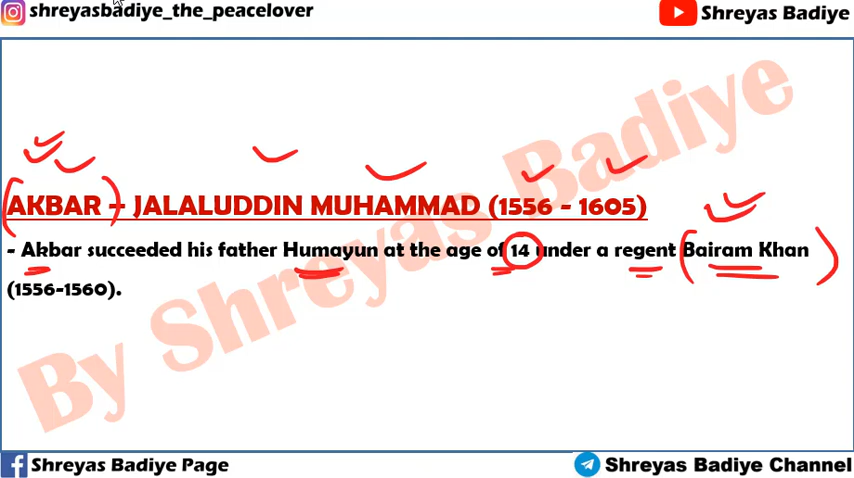 shreyasbadiye_the_peacelover
Shreyas Badiye
AKBAR - JALALUDDIN MUHAMMAD (1556 - 1605)
- Akbar succeeded his father Humayun at the age of 14 under a regent Bairam Khan
(1556-1560).
By Shreyas Badiye
Shreyas Badiye Page
Shreyas Badiye Channel